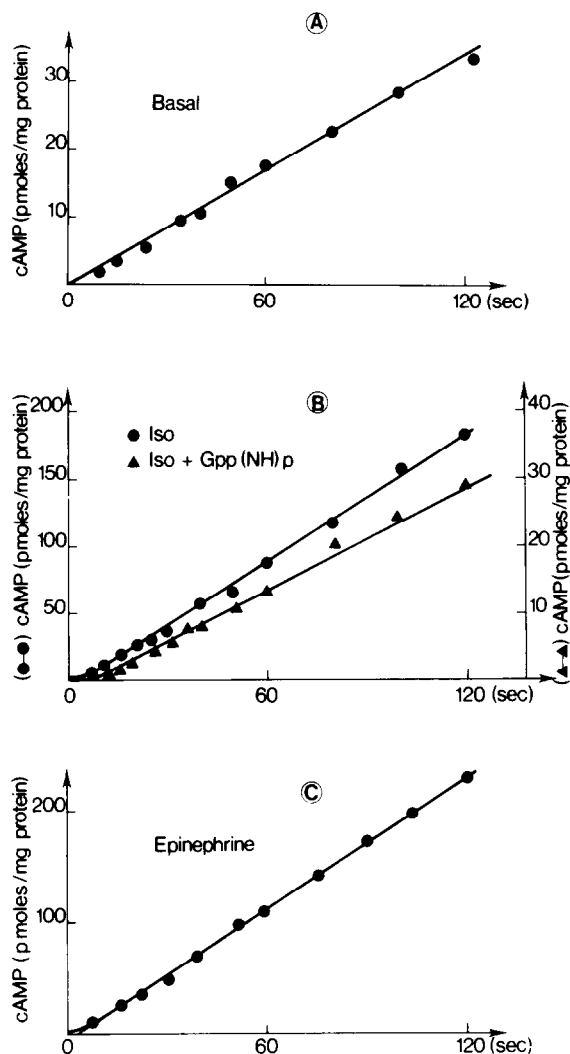 A
cAMP (pmoles/mg protein)
30
20
10
Basal
0
60
120 (sec)
B
(●—●) cAMP (pmoles/mg protein)
200
150
100
50
● Iso
▲ Iso + Gpp(NH)p
40
30
20
10
(▲—▲) cAMP(pmoles/mg protein)
0
60
120 (sec)
C
cAMP (pmoles/mg protein)
200
100
Epinephrine
0
60
120 (sec)